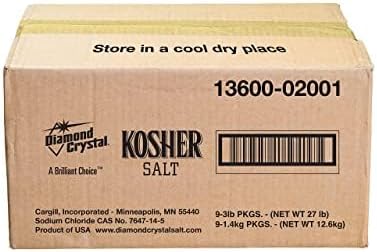 Store in a cool dry place
13600-02001
Diamond
Crystal®
A Brilliant Choice™
KOSHER
SALT
Cargill, Incorporated - Minneapolis, MN 55440
Sodium Chloride CAS No. 7647-14-5
Product of USA www.diamondcrystalsalt.com
9-3lb PKGS. - (NET WT 27 lb)
9-1.4kg PKGS. - (NET WT 12.6kg)